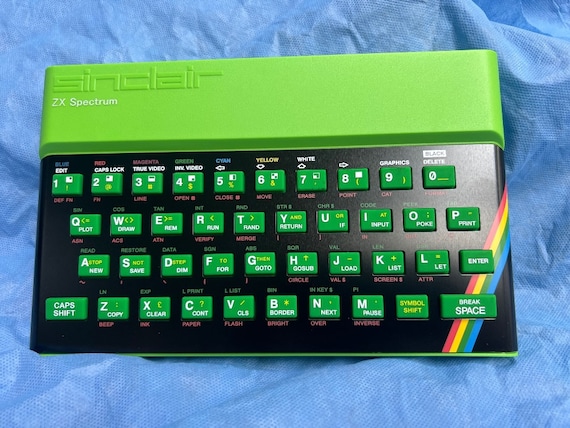 sinclair
ZX Spectrum
BLUE RED MAGENTA GREEN CYAN YELLOW WHITE BLACK
EDIT CAPS LOCK TRUE VIDEO INV. VIDEO GRAPHICS DELETE
1 ! 2 @ 3 # 4 $ 5 % 6 & 7 ' 8 ( 9 ) 0 _
DEF FN FN LINE OPEN # CLOSE # MOVE ERASE POINT CAT
SIN COS TAN INT RND STR $ CHR $ CODE PEEK TAB
Q <= PLOT W <> DRAW E >= REM R < RUN T > RAND Y AND RETURN U OR IF I AT INPUT O ; POKE P " PRINT
ASN ACS ATN VERIFY MERGE [ ]
READ RESTORE DATA SGN ABS SQR VAL LEN USR
A STOP NEW S NOT SAVE D STEP DIM F TO FOR G THEN GOTO H ↑ GOSUB J − LOAD K + LIST L = LET ENTER
~ | \ { } CIRCLE VAL $ SCREEN $ ATTR
LN EXP L PRINT L LIST BIN IN KEY $ PI
CAPS SHIFT Z : COPY X £ CLEAR C ? CONT V / CLS B * BORDER N , NEXT M . PAUSE SYMBOL SHIFT BREAK SPACE
BEEP INK PAPER FLASH BRIGHT OVER INVERSE